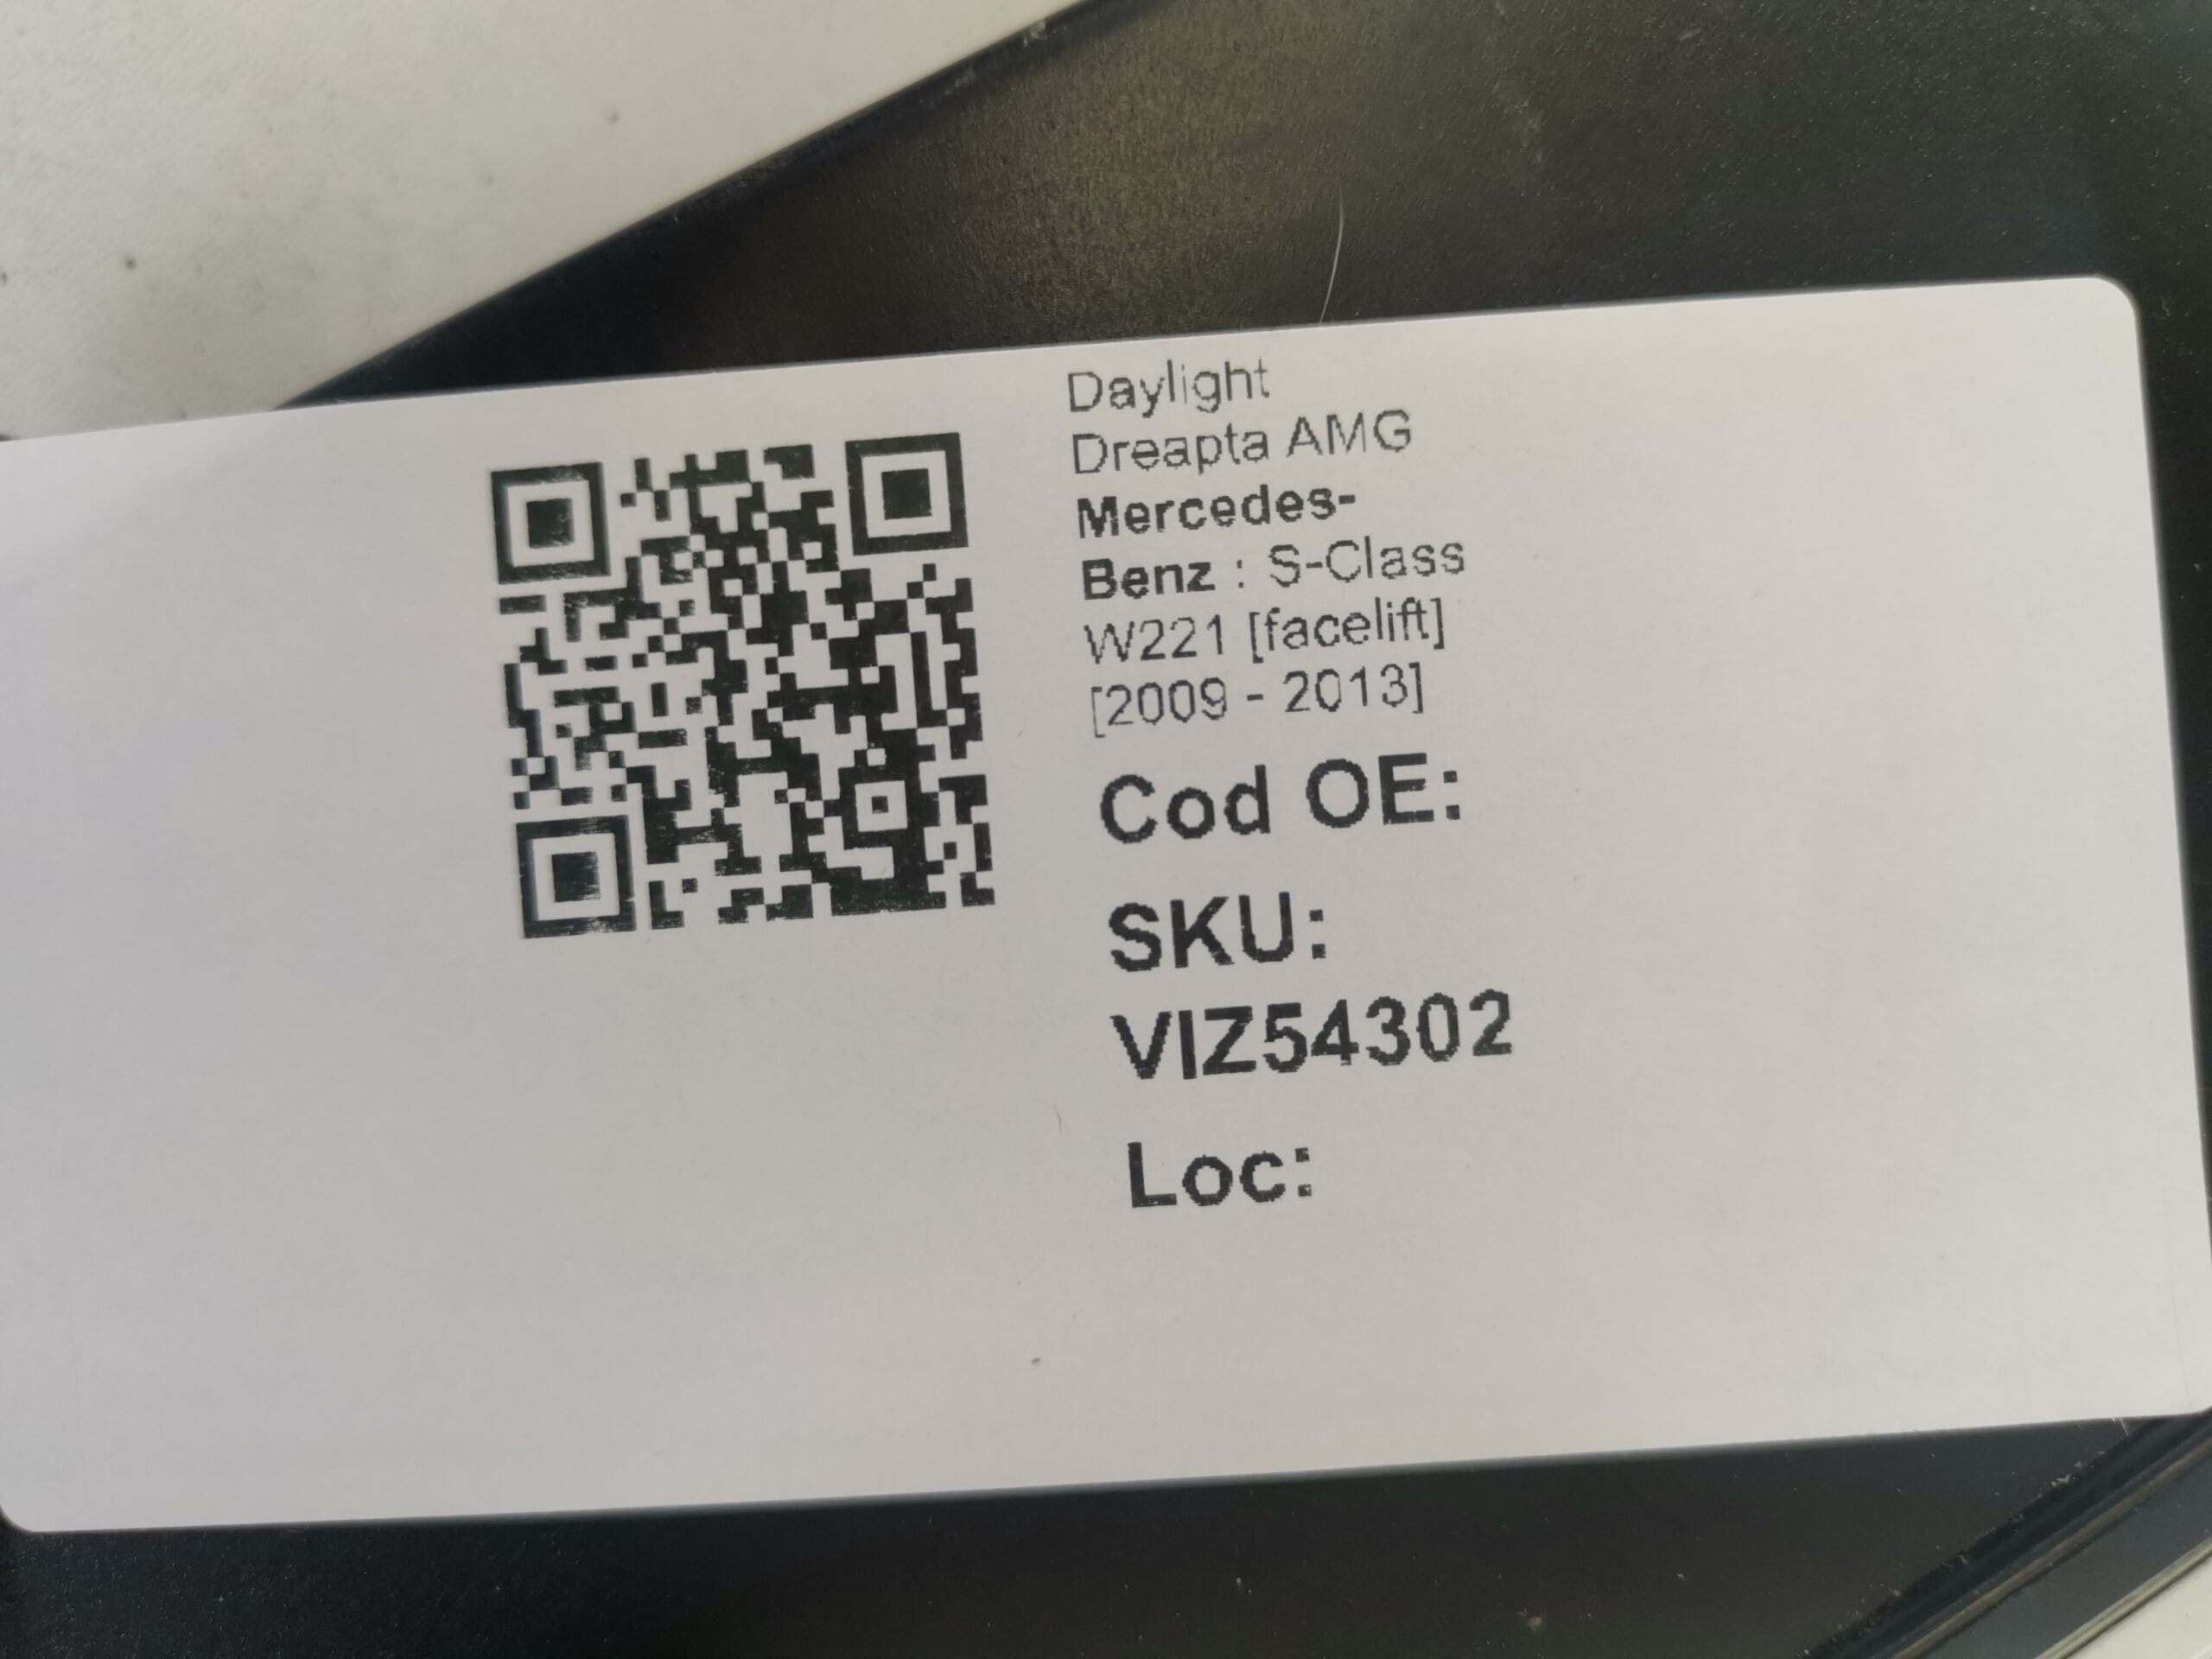 Daylight
Dreapta AMG
Mercedes-
Benz : S-Class
W221 [facelift]
[2009 - 2013]
Cod OE:
SKU:
VIZ54302
Loc: